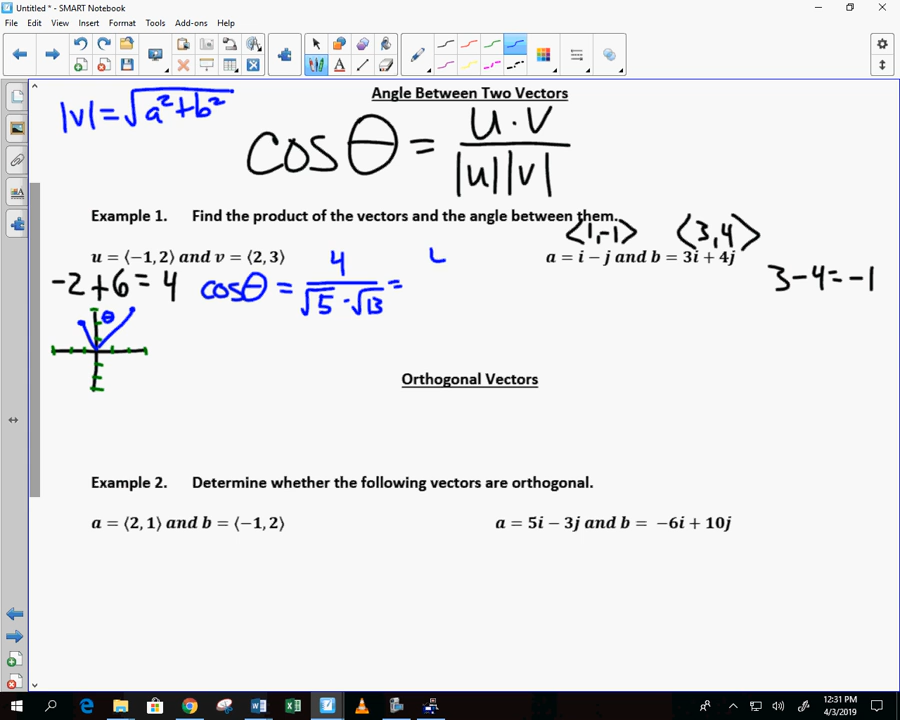 Untitled * - SMART Notebook
File Edit View Insert Format Tools Add-ons Help
Angle Between Two Vectors
|v| = √a²+b²
cos θ = u·v / |u||v|
Example 1. Find the product of the vectors and the angle between them.
⟨1,-1⟩ ⟨3,4⟩
u = ⟨−1, 2⟩ and v = ⟨2, 3⟩
a = i − j and b = 3i + 4j
-2+6=4
cosθ = 4 / √5 · √13 =
3-4=-1
θ
Orthogonal Vectors
Example 2. Determine whether the following vectors are orthogonal.
a = ⟨2, 1⟩ and b = ⟨−1, 2⟩
a = 5i − 3j and b = −6i + 10j
12:31 PM
4/3/2019